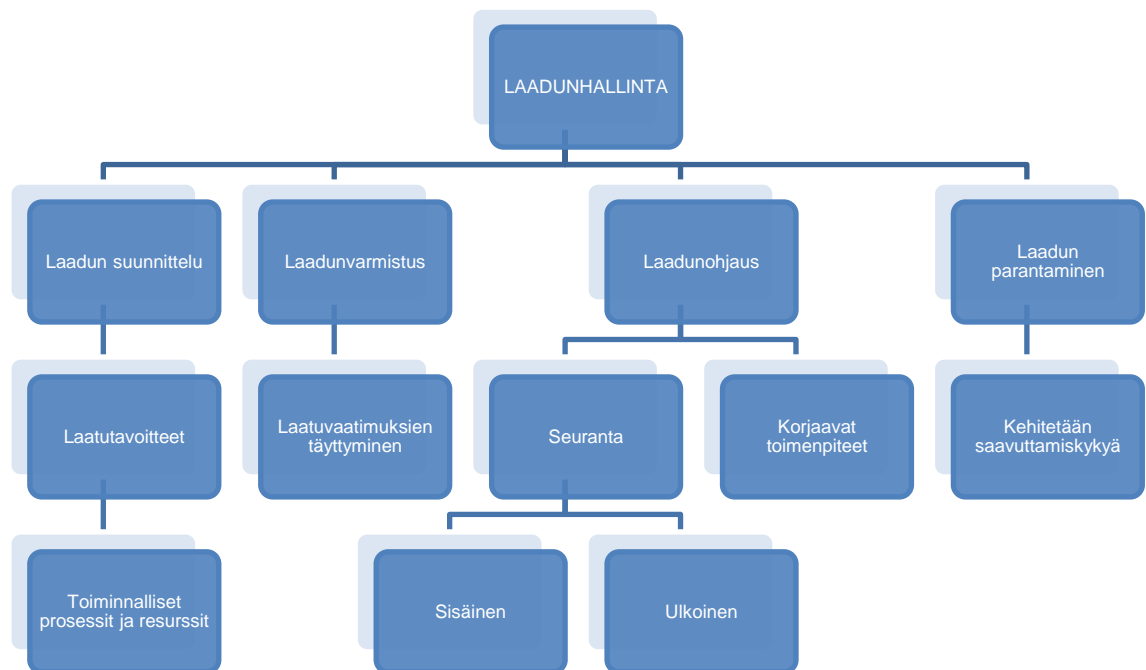 LAADUNHALLINTA
Laadun suunnittelu
Laadunvarmistus
Laadunohjaus
Laadun
parantaminen
Laatutavoitteet
Laatuvaatimuksien
täyttyminen
Seuranta
Korjaavat
toimenpiteet
Kehitetään
saavuttamiskykyä
Toiminnalliset
prosessit ja resurssit
Sisäinen
Ulkoinen